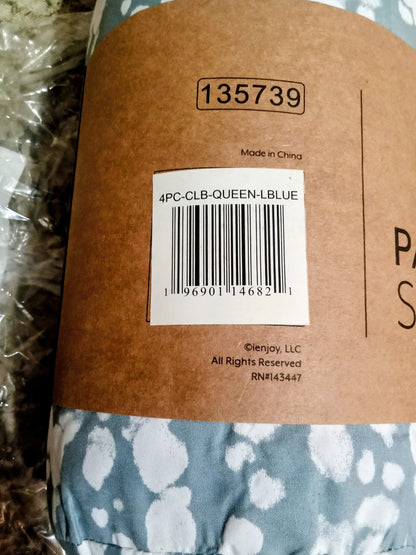 135739
Made in China
4PC-CLB-QUEEN-LBLUE
1 96901 14682 1
©ienjoy, LLC
All Rights Reserved
RN#143447